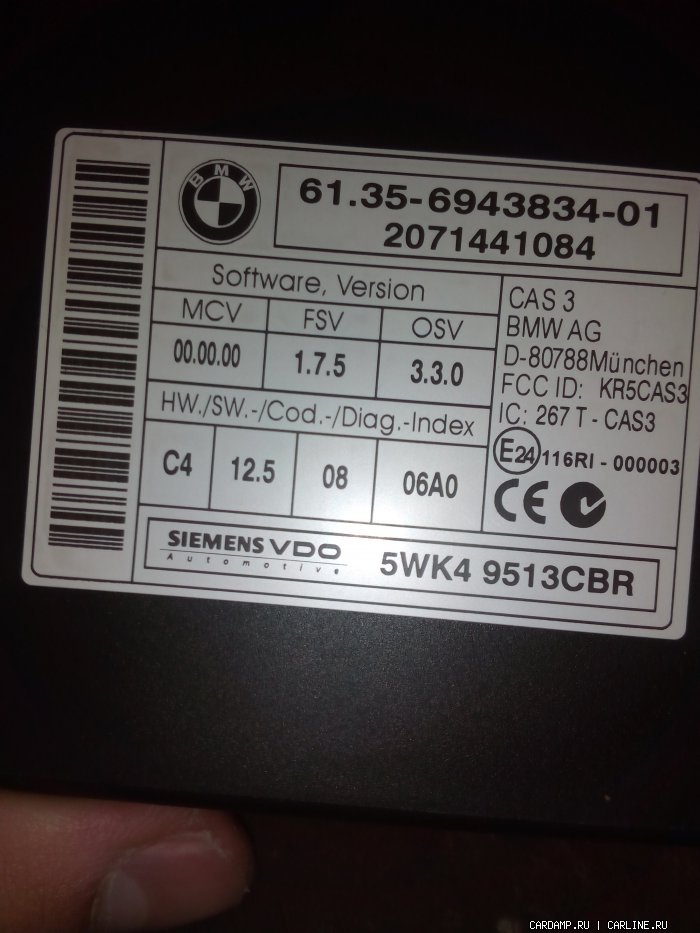 BMW
61.35-6943834-01
2071441084
Software, Version
MCV FSV OSV
00.00.00 1.7.5 3.3.0
HW./SW.-/Cod.-/Diag.-Index
C4 12.5 08 06A0
CAS 3
BMW AG
D-80788München
FCC ID: KR5CAS3
IC: 267 T - CAS3
E24 116RI - 000003
CE
SIEMENS VDO
Automotive
5WK4 9513CBR
CARDAMP.RU | CARLINE.RU